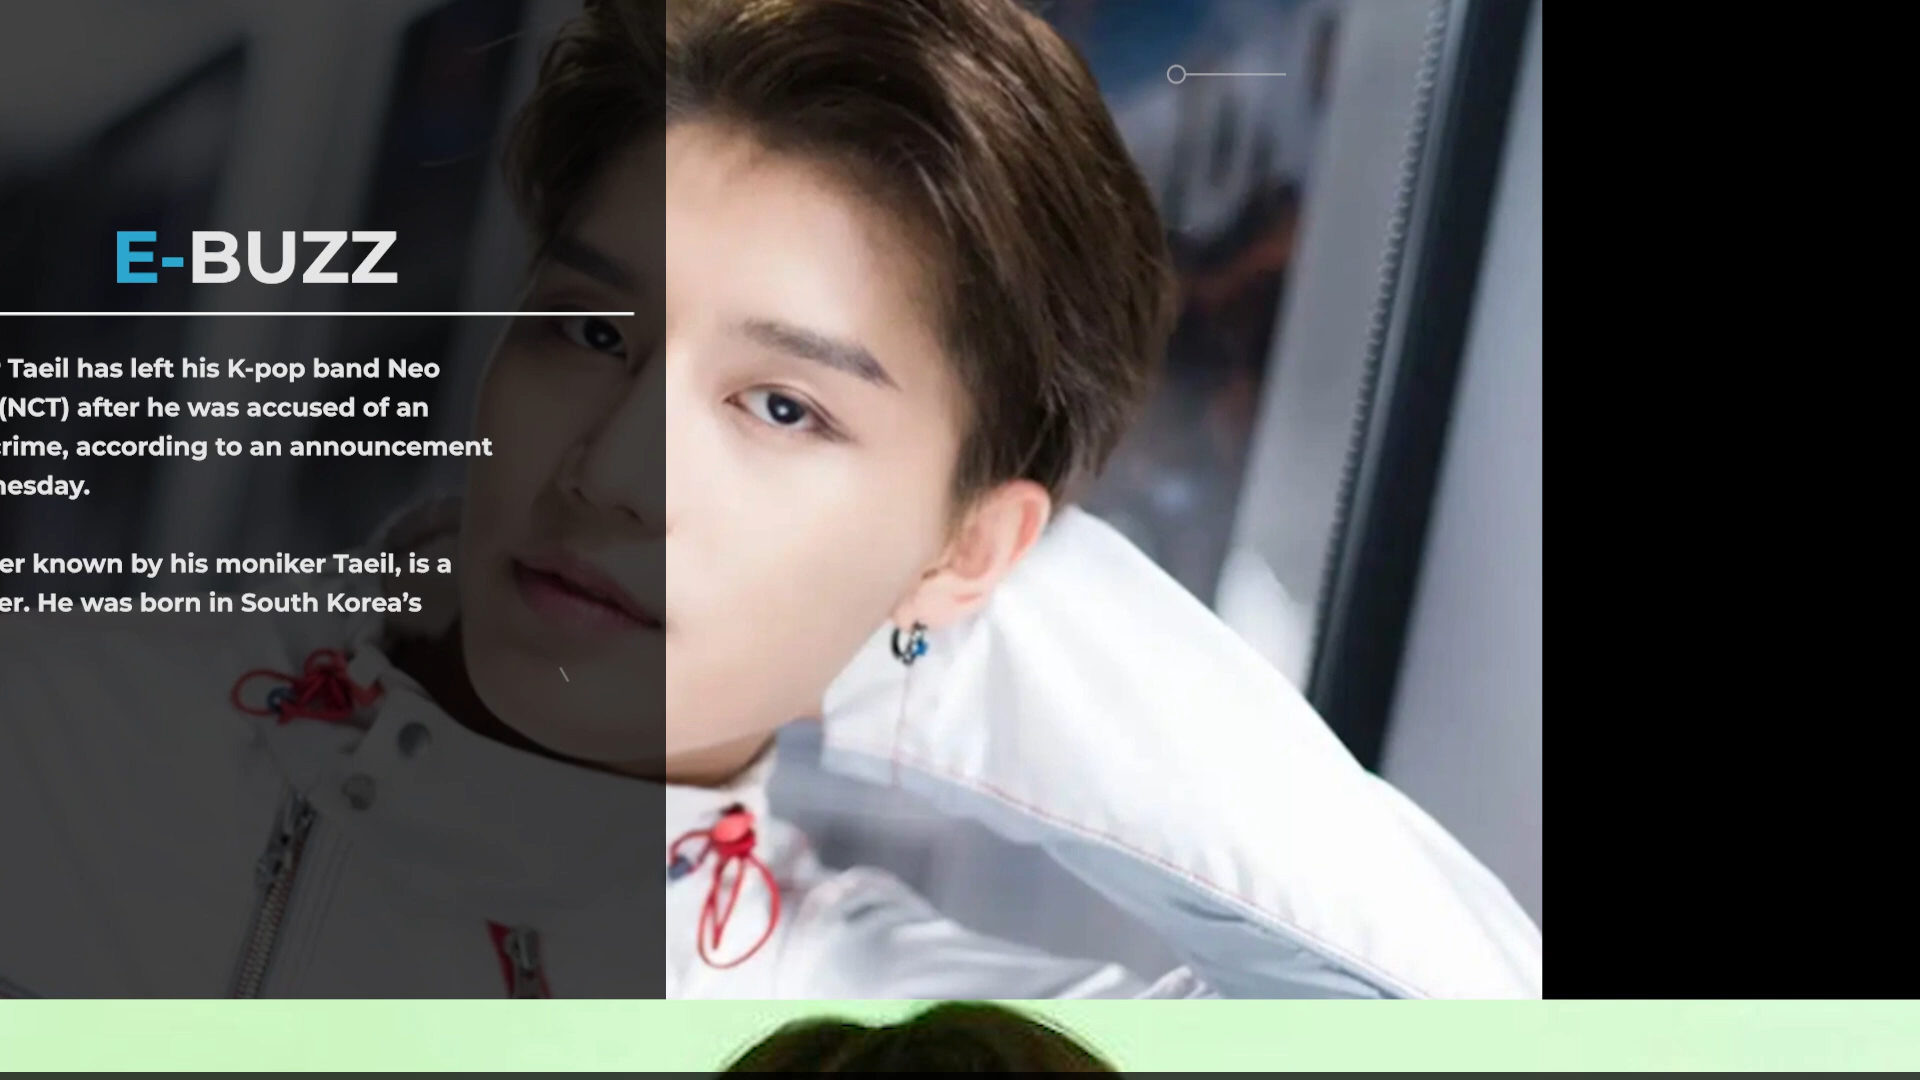 E-BUZZ
Taeil has left his K-pop band Neo
(NCT) after he was accused of an
crime, according to an announcement
nesday.
er known by his moniker Taeil, is a
er. He was born in South Korea’s